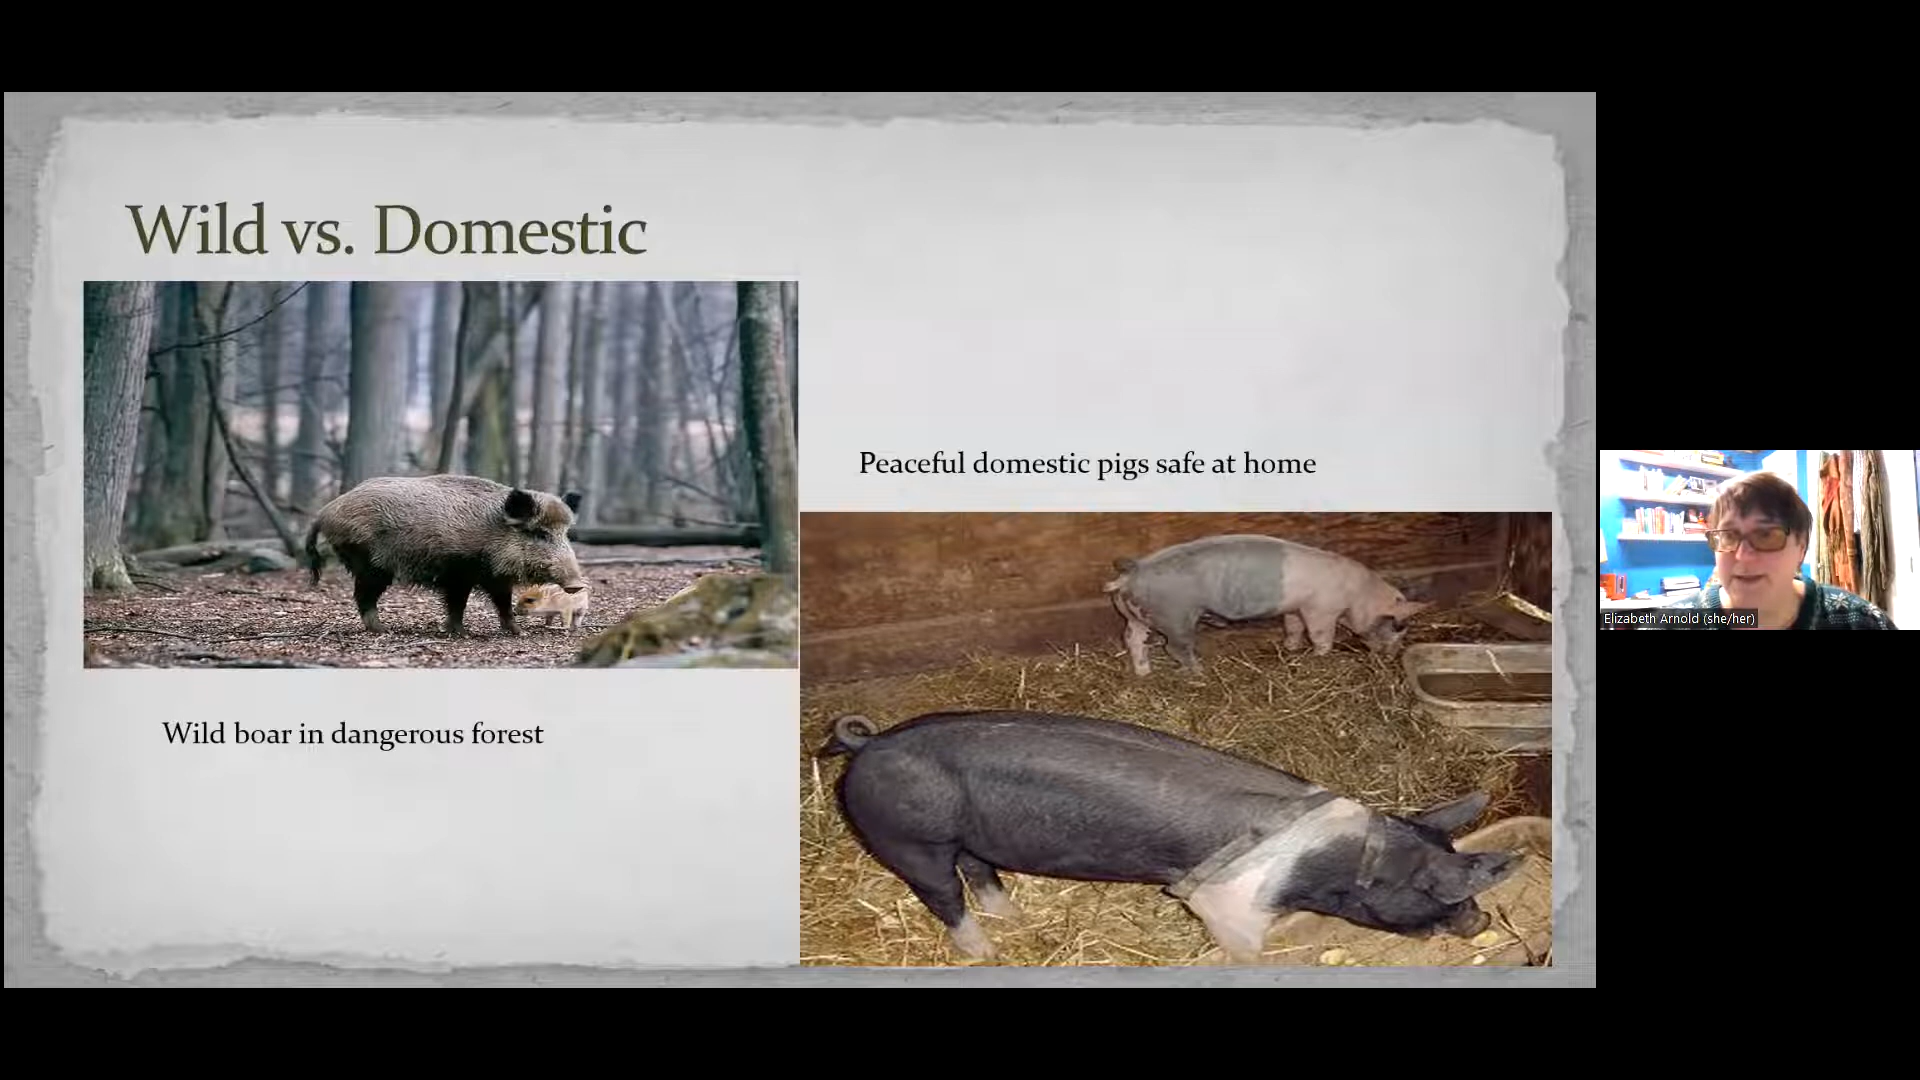 Wild vs. Domestic
Peaceful domestic pigs safe at home
Wild boar in dangerous forest
Elizabeth Arnold (she/her)